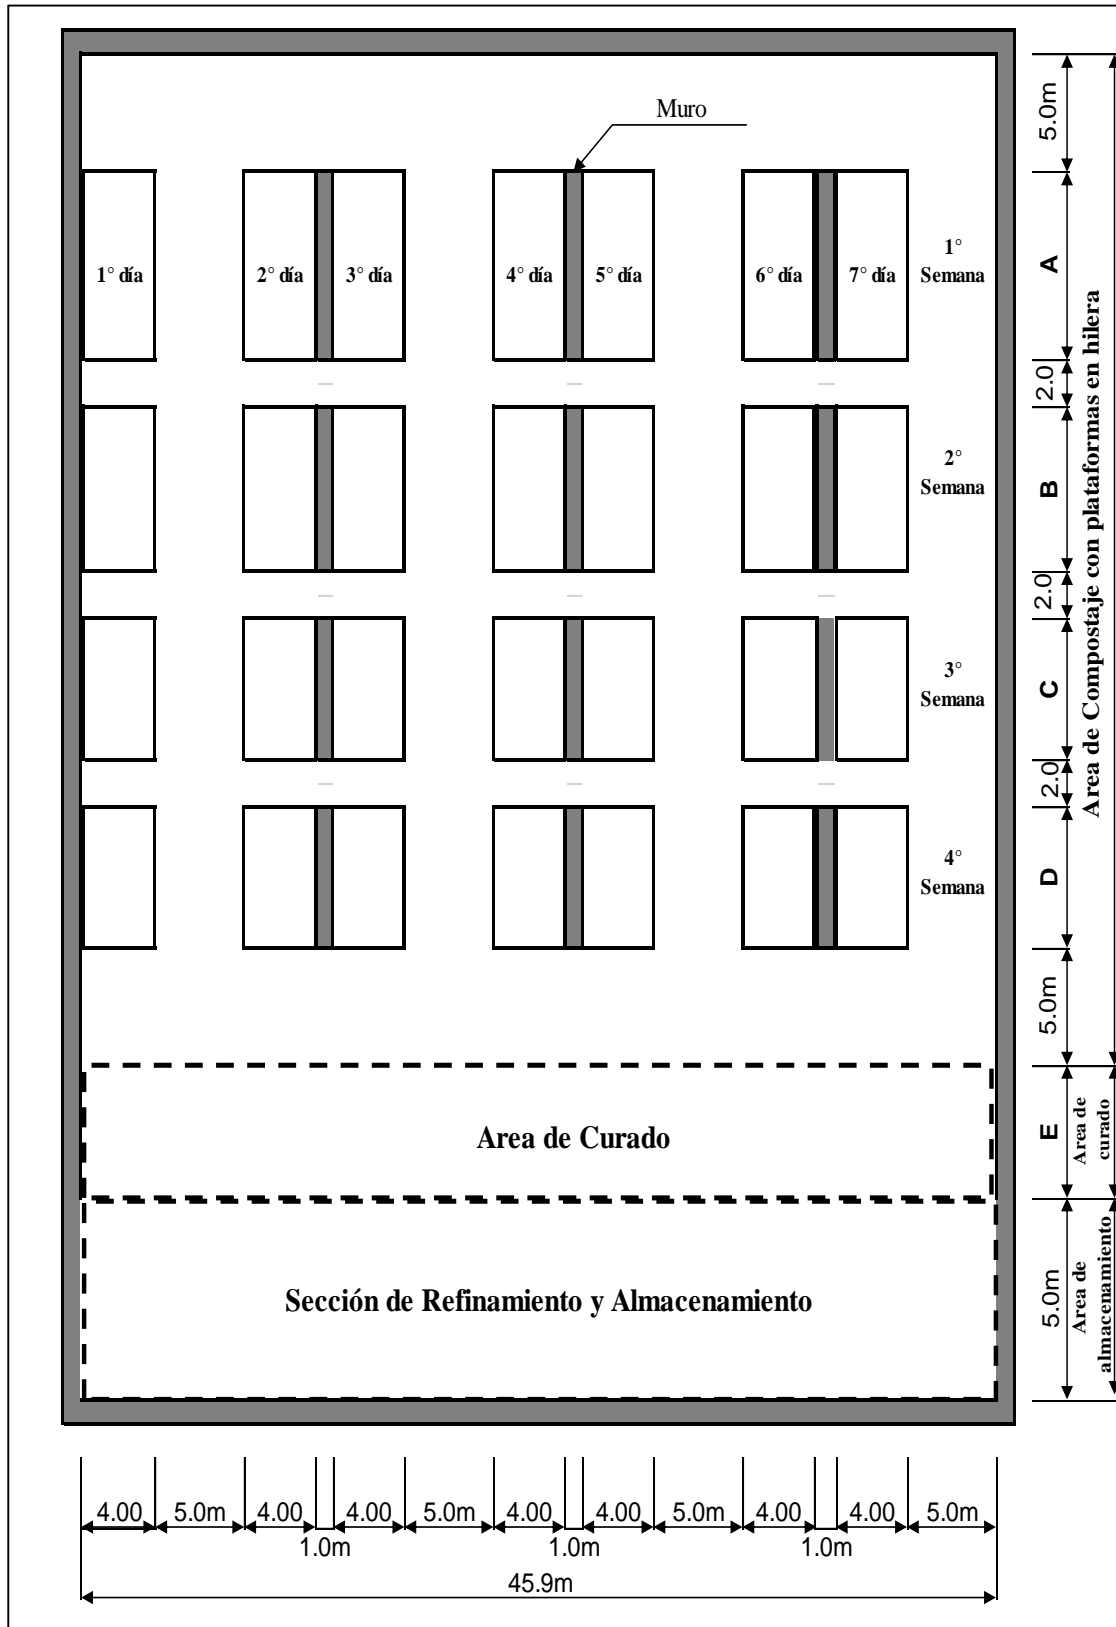 Muro
5.0m
1° día
2° día
3° día
4° día
5° día
6° día
7° día
1°
Semana
A
2.0
2°
Semana
B
2.0
3°
Semana
C
2.0
4°
Semana
D
5.0m
Area de Compostaje con plataformas en hilera
Area de Curado
E
Area de
curado
Sección de Refinamiento y Almacenamiento
5.0m
Area de
almacenamiento
4.00
5.0m
4.00
4.00
5.0m
4.00
4.00
5.0m
4.00
4.00
5.0m
1.0m
1.0m
1.0m
45.9m